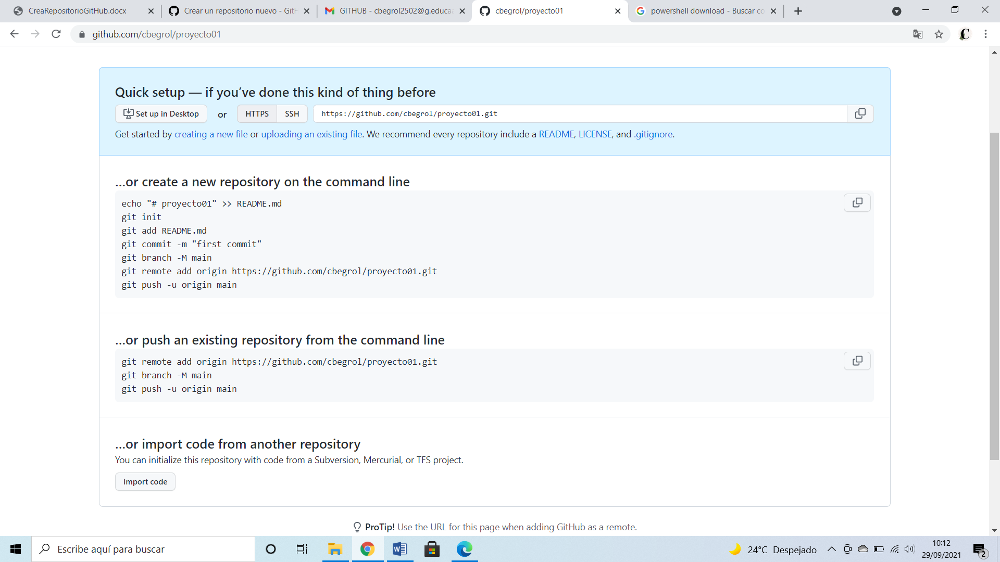 CreaRepositorioGitHub.docx
Crear un repositorio nuevo - GitH
GITHUB - cbegrol2502@g.educaa
cbegrol/proyecto01
powershell download - Buscar co
github.com/cbegrol/proyecto01
Quick setup — if you’ve done this kind of thing before
Set up in Desktop or HTTPS SSH https://github.com/cbegrol/proyecto01.git
Get started by creating a new file or uploading an existing file. We recommend every repository include a README, LICENSE, and .gitignore.
…or create a new repository on the command line
echo "# proyecto01" >> README.md
git init
git add README.md
git commit -m "first commit"
git branch -M main
git remote add origin https://github.com/cbegrol/proyecto01.git
git push -u origin main
…or push an existing repository from the command line
git remote add origin https://github.com/cbegrol/proyecto01.git
git branch -M main
git push -u origin main
…or import code from another repository
You can initialize this repository with code from a Subversion, Mercurial, or TFS project.
Import code
ProTip! Use the URL for this page when adding GitHub as a remote.
Escribe aquí para buscar
24°C Despejado
10:12
29/09/2021
2